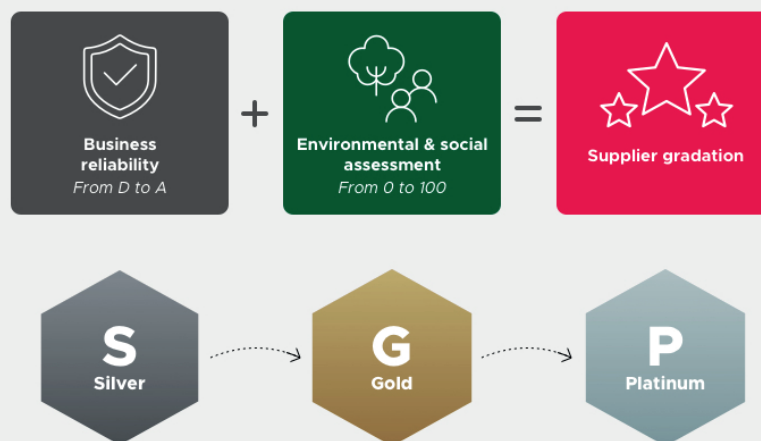 Business
reliability
From D to A
+
Environmental & social
assessment
From 0 to 100
=
Supplier gradation
S
Silver
G
Gold
P
Platinum